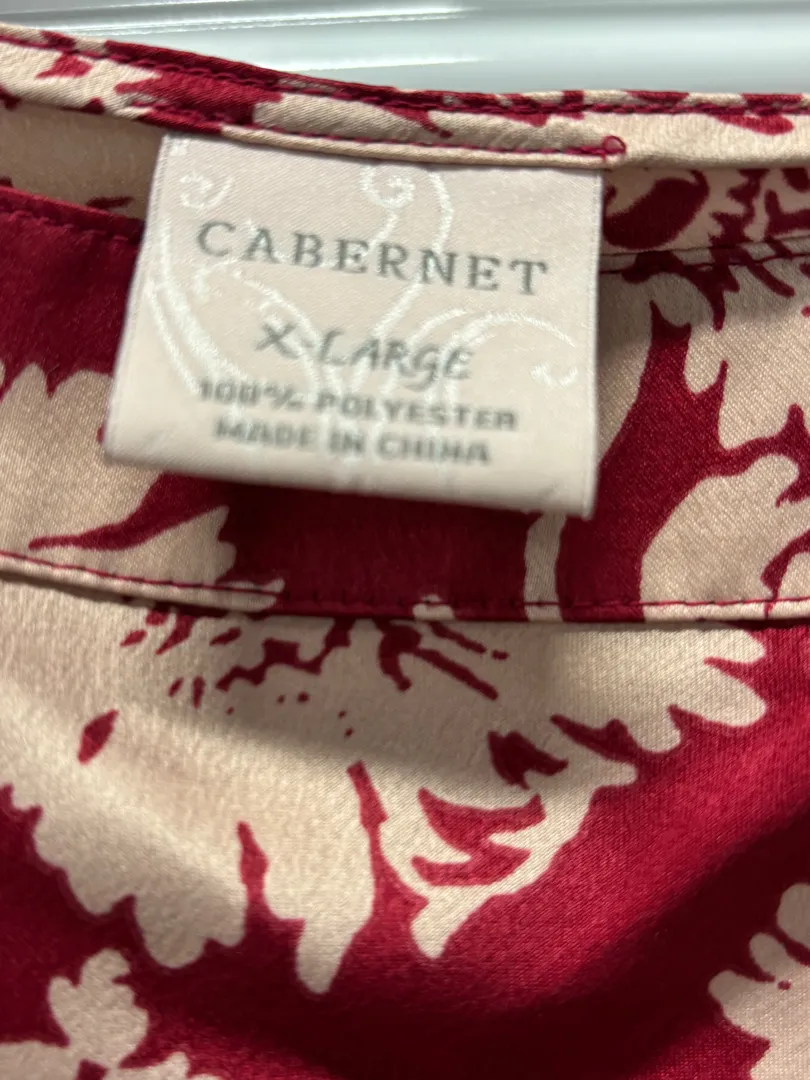 CABERNET
X-LARGE
100% POLYESTER
MADE IN CHINA